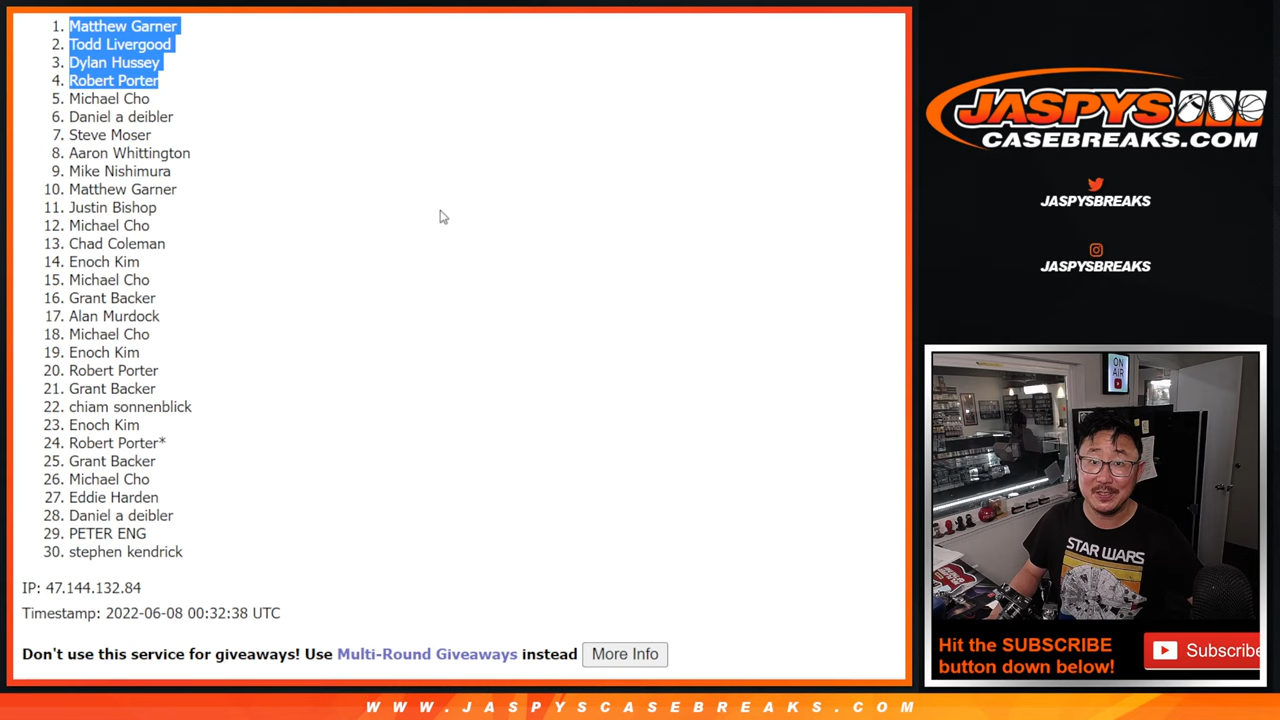 1. Matthew Garner
2. Todd Livergood
3. Dylan Hussey
4. Robert Porter
5. Michael Cho
6. Daniel a deibler
7. Steve Moser
8. Aaron Whittington
9. Mike Nishimura
10. Matthew Garner
11. Justin Bishop
12. Michael Cho
13. Chad Coleman
14. Enoch Kim
15. Michael Cho
16. Grant Backer
17. Alan Murdock
18. Michael Cho
19. Enoch Kim
20. Robert Porter
21. Grant Backer
22. chiam sonnenblick
23. Enoch Kim
24. Robert Porter*
25. Grant Backer
26. Michael Cho
27. Eddie Harden
28. Daniel a deibler
29. PETER ENG
30. stephen kendrick
IP: 47.144.132.84
Timestamp: 2022-06-08 00:32:38 UTC
Don't use this service for giveaways! Use Multi-Round Giveaways instead More Info
JASPYS
CASEBREAKS.COM
JASPYSBREAKS
JASPYSBREAKS
ON
AIR
STAR WARS
Hit the SUBSCRIBE
button down below!
Subscribe
WWW.JASPYSCASEBREAKS.COM